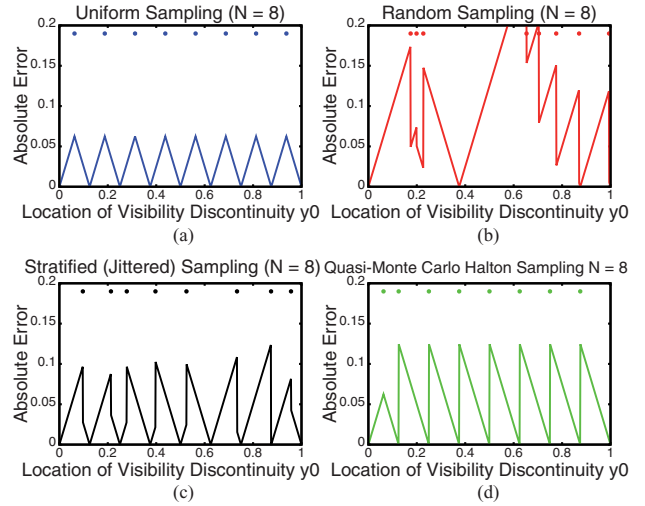 Uniform Sampling (N = 8)
Absolute Error
0.2
0.15
0.1
0.05
0
0 0.2 0.4 0.6 0.8 1
Location of Visibility Discontinuity y0
(a)
Random Sampling (N = 8)
Absolute Error
0.2
0.15
0.1
0.05
0
0 0.2 0.4 0.6 0.8 1
Location of Visibility Discontinuity y0
(b)
Stratified (Jittered) Sampling (N = 8)
Absolute Error
0.2
0.15
0.1
0.05
0
0 0.2 0.4 0.6 0.8 1
Location of Visibility Discontinuity y0
(c)
Quasi-Monte Carlo Halton Sampling N = 8
Absolute Error
0.2
0.15
0.1
0.05
0
0 0.2 0.4 0.6 0.8 1
Location of Visibility Discontinuity y0
(d)